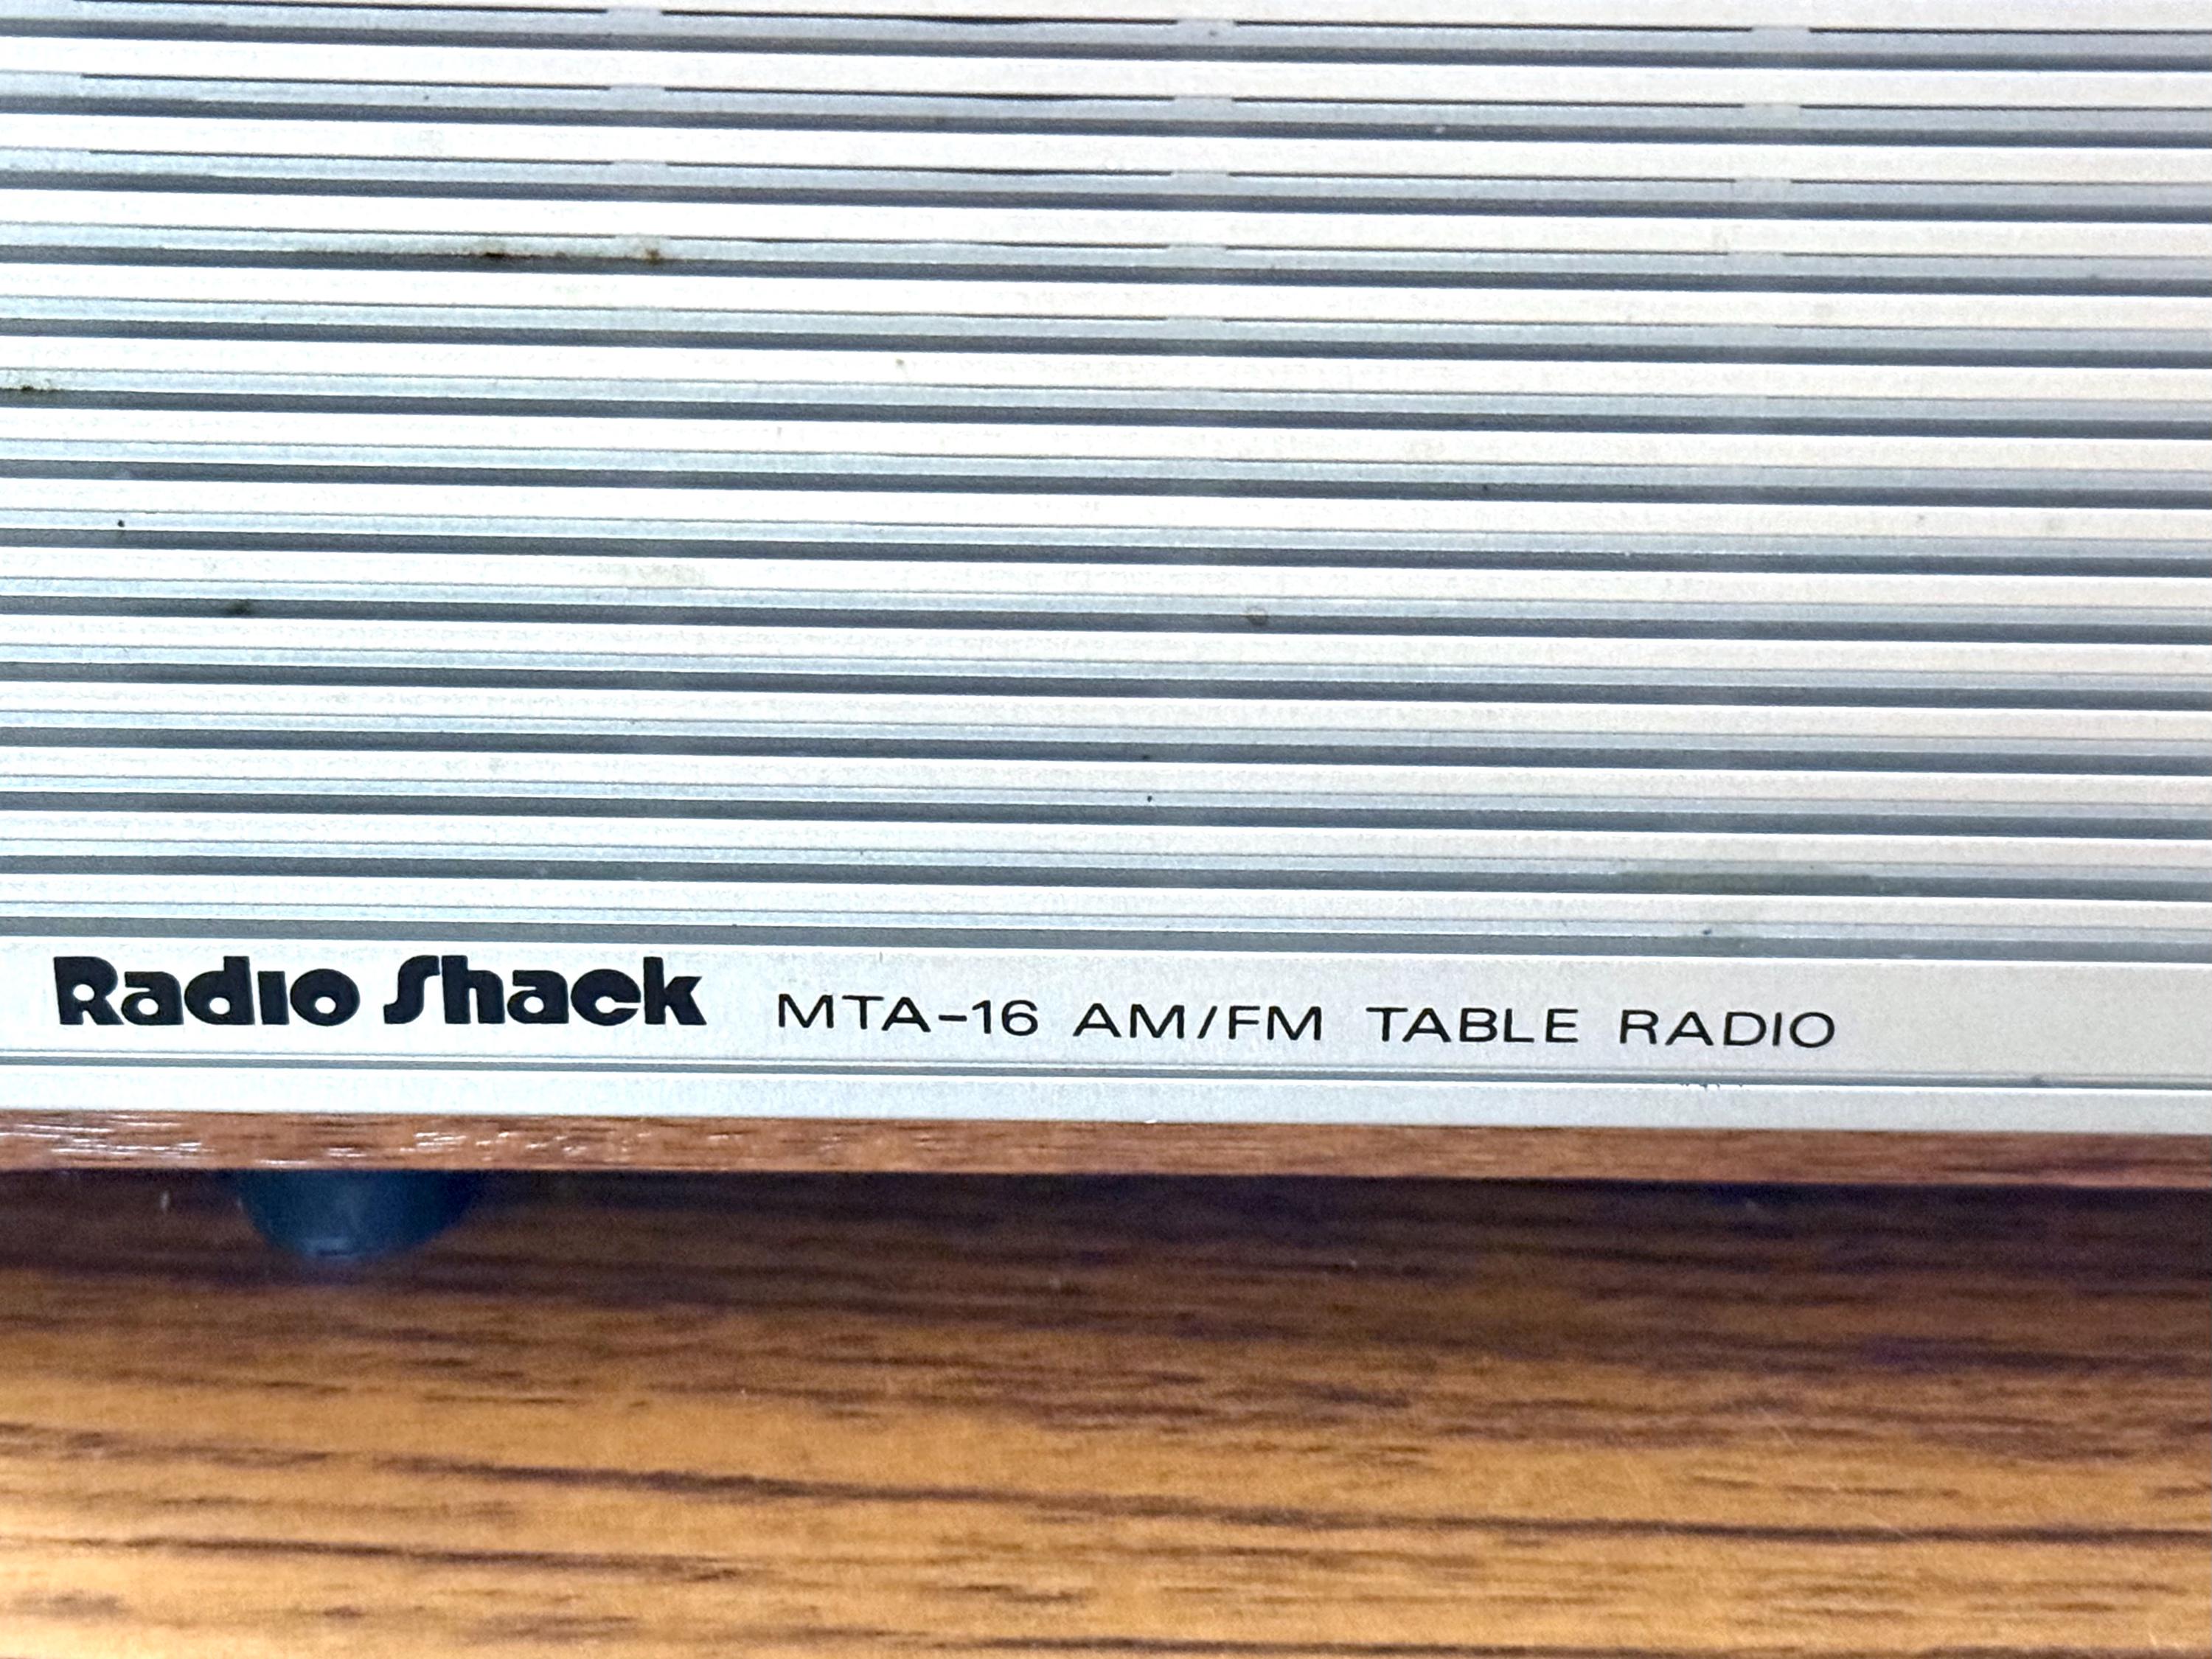 Radio Shack MTA-16 AM/FM TABLE RADIO